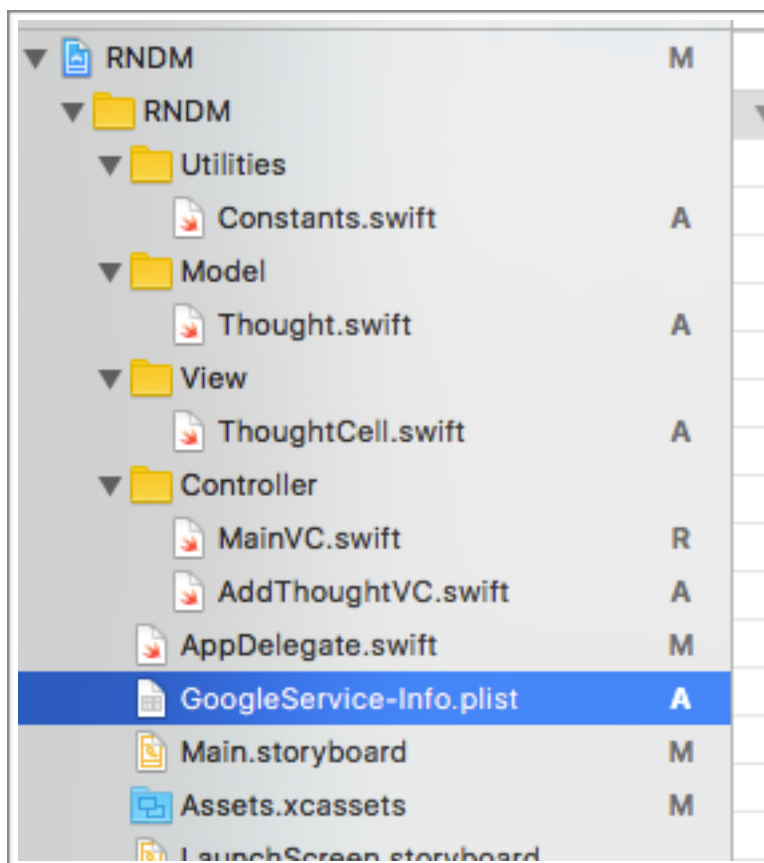 RNDM M
RNDM
Utilities
Constants.swift A
Model
Thought.swift A
View
ThoughtCell.swift A
Controller
MainVC.swift R
AddThoughtVC.swift A
AppDelegate.swift M
GoogleService-Info.plist A
Main.storyboard M
Assets.xcassets M
LaunchScreen.storyboard